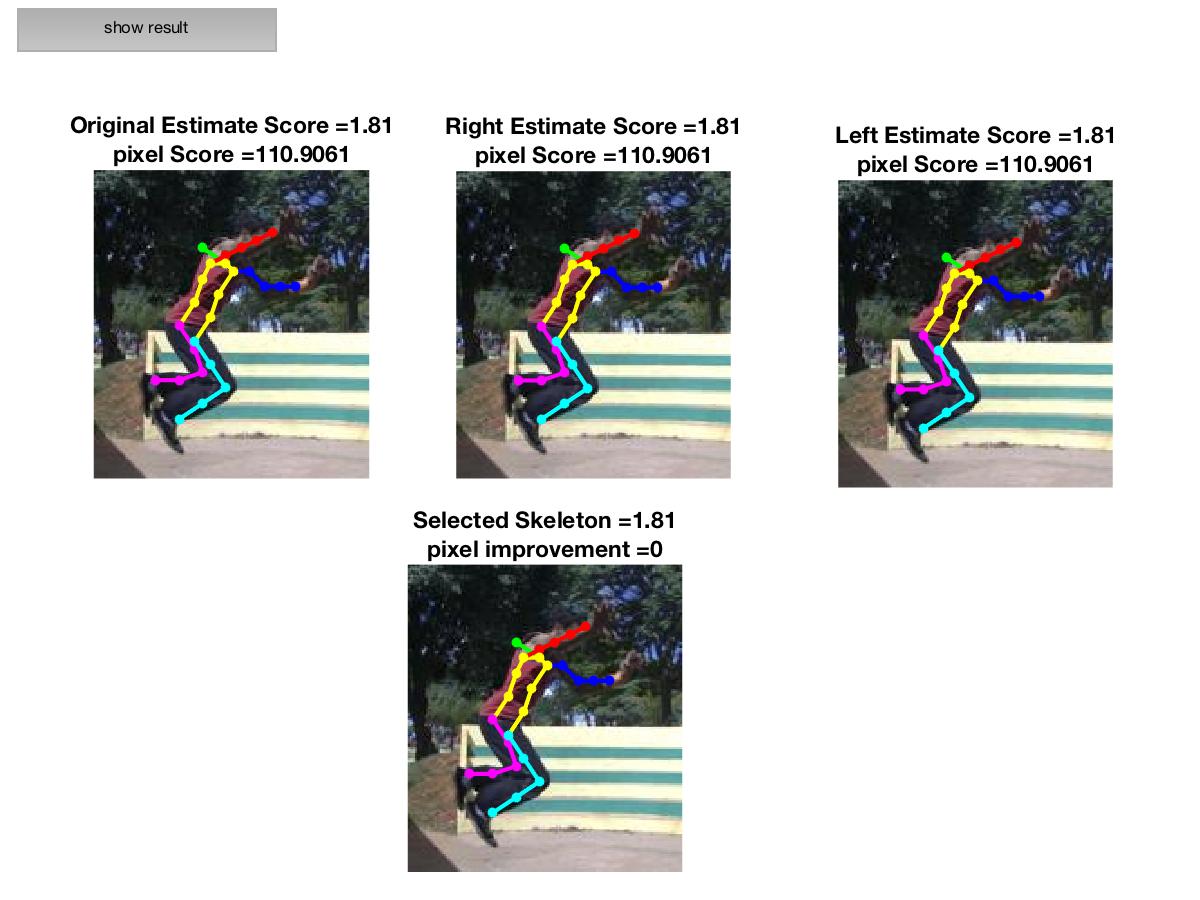 show result
Original Estimate Score =1.81
pixel Score =110.9061
Right Estimate Score =1.81
pixel Score =110.9061
Left Estimate Score =1.81
pixel Score =110.9061
Selected Skeleton =1.81
pixel improvement =0